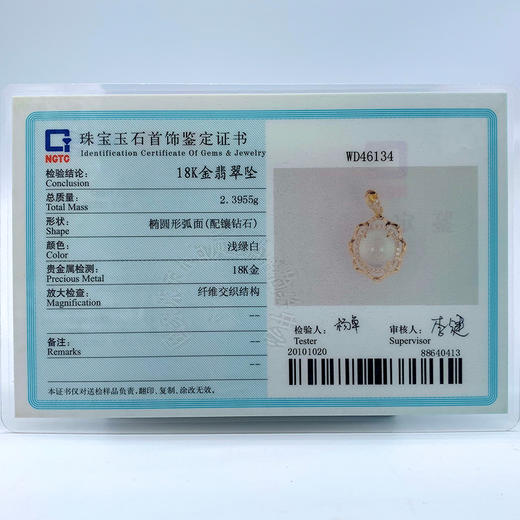 NGTC
珠宝玉石首饰鉴定证书
Identification Certificate Of Gems & Jewelry
检验结论: 18K金翡翠坠
Conclusion
总质量: 2.3955g
Total Mass
形状: 椭圆形弧面(配镶钻石)
Shape
颜色: 浅绿白
Color
贵金属检测: 18K金
Precious Metal
放大检查: 纤维交织结构
Magnification
--
备注: --
Remarks
--
本证书仅对送检样品负责,翻印、复制、涂改无效。
WD46134
检验人: 审核人:
Tester Supervisor
20101020 88640413